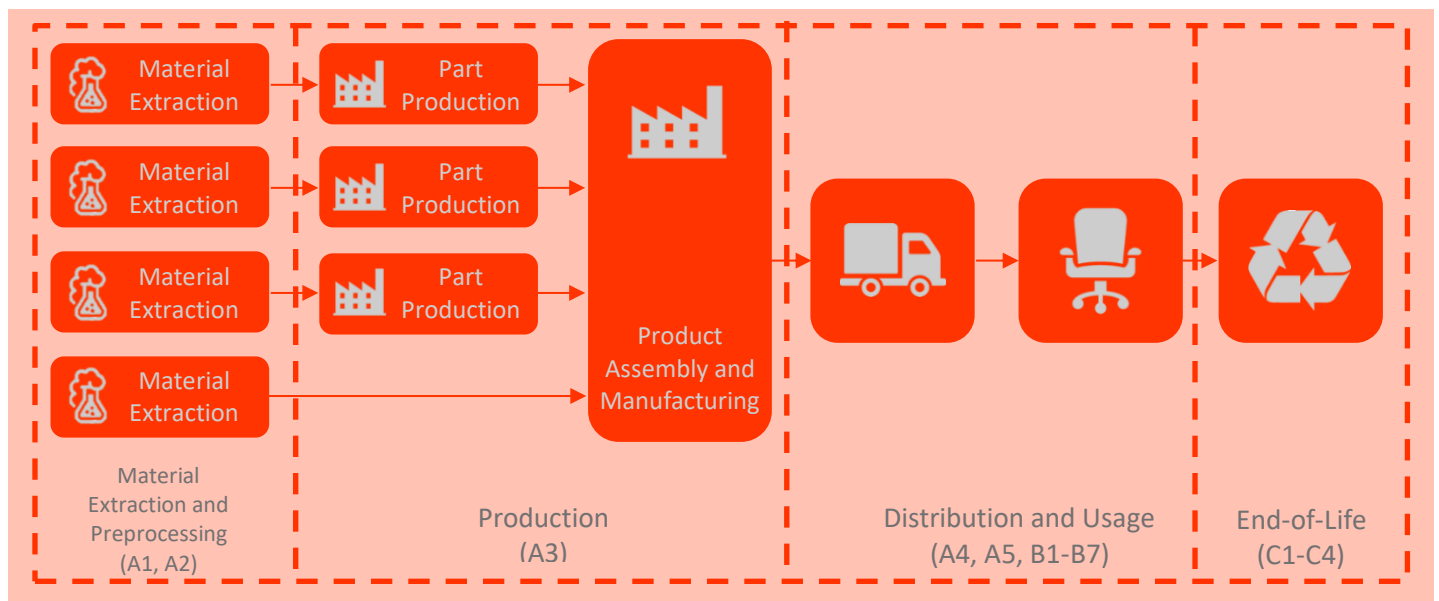 Material
Extraction
Part
Production
Material
Extraction
Part
Production
Material
Extraction
Part
Production
Material
Extraction
Product
Assembly and
Manufacturing
Material
Extraction and
Preprocessing
(A1, A2)
Production
(A3)
Distribution and Usage
(A4, A5, B1-B7)
End-of-Life
(C1-C4)